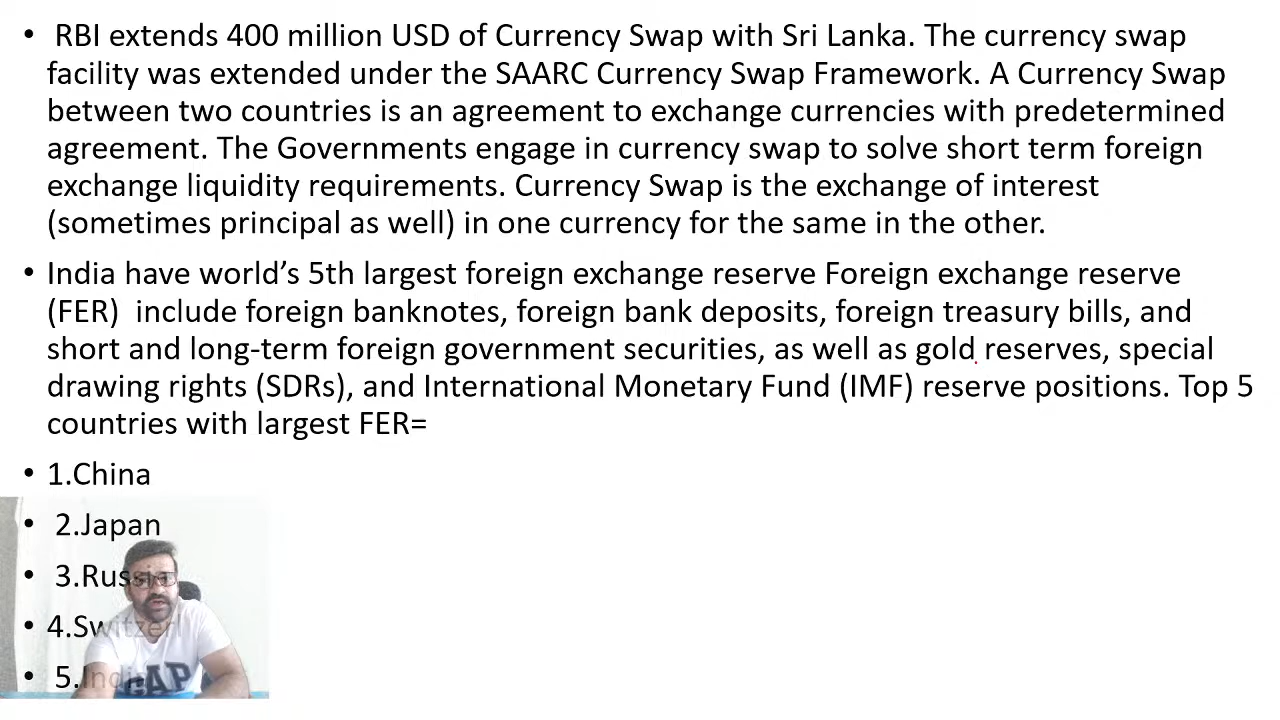 • RBI extends 400 million USD of Currency Swap with Sri Lanka. The currency swap
facility was extended under the SAARC Currency Swap Framework. A Currency Swap
between two countries is an agreement to exchange currencies with predetermined
agreement. The Governments engage in currency swap to solve short term foreign
exchange liquidity requirements. Currency Swap is the exchange of interest
(sometimes principal as well) in one currency for the same in the other.
• India have world's 5th largest foreign exchange reserve Foreign exchange reserve
(FER) include foreign banknotes, foreign bank deposits, foreign treasury bills, and
short and long-term foreign government securities, as well as gold reserves, special
drawing rights (SDRs), and International Monetary Fund (IMF) reserve positions. Top 5
countries with largest FER=
• 1.China
• 2.Japan
• 3.Russia
• 4.Switzerl
• 5.India
GAP